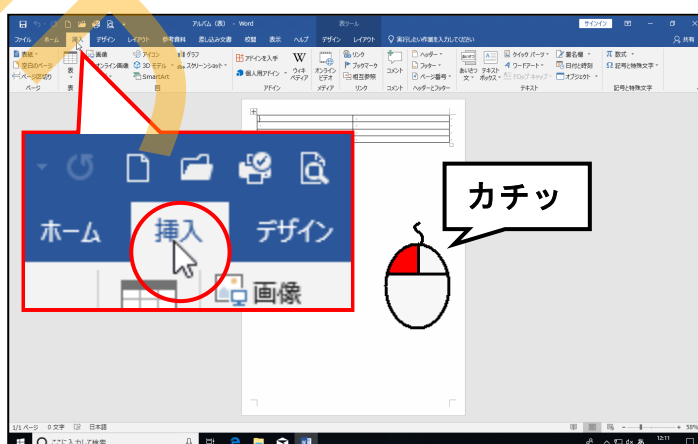 アルバム（表） - Word
表ツール
サインイン
ファイル ホーム 挿入 デザイン レイアウト 参考資料 差し込み文書 校閲 表示 ヘルプ デザイン レイアウト 実行したい作業を入力してください 共有
表紙
空白のページ
ページ区切り
ページ
表
表
画像
オンライン画像
アイコン
3D モデル
SmartArt
グラフ
スクリーンショット
図
アドインを入手
個人用アドイン
アドイン
ウィキペディア
オンライン
ビデオ
メディア
リンク
ブックマーク
相互参照
リンク
コメント
コメント
ヘッダー
フッター
ページ番号
ヘッダーとフッター
あいさつ
文
テキスト
ボックス
クイック パーツ
ワードアート
ドロップ キャップ
署名欄
日付と時刻
オブジェクト
テキスト
数式
記号と特殊文字
記号と特殊文字
ホーム 挿入 デザイン
画像
カチッ
1/1 ページ 0 文字 日本語
58%
ここに入力して検索
あ
12:11